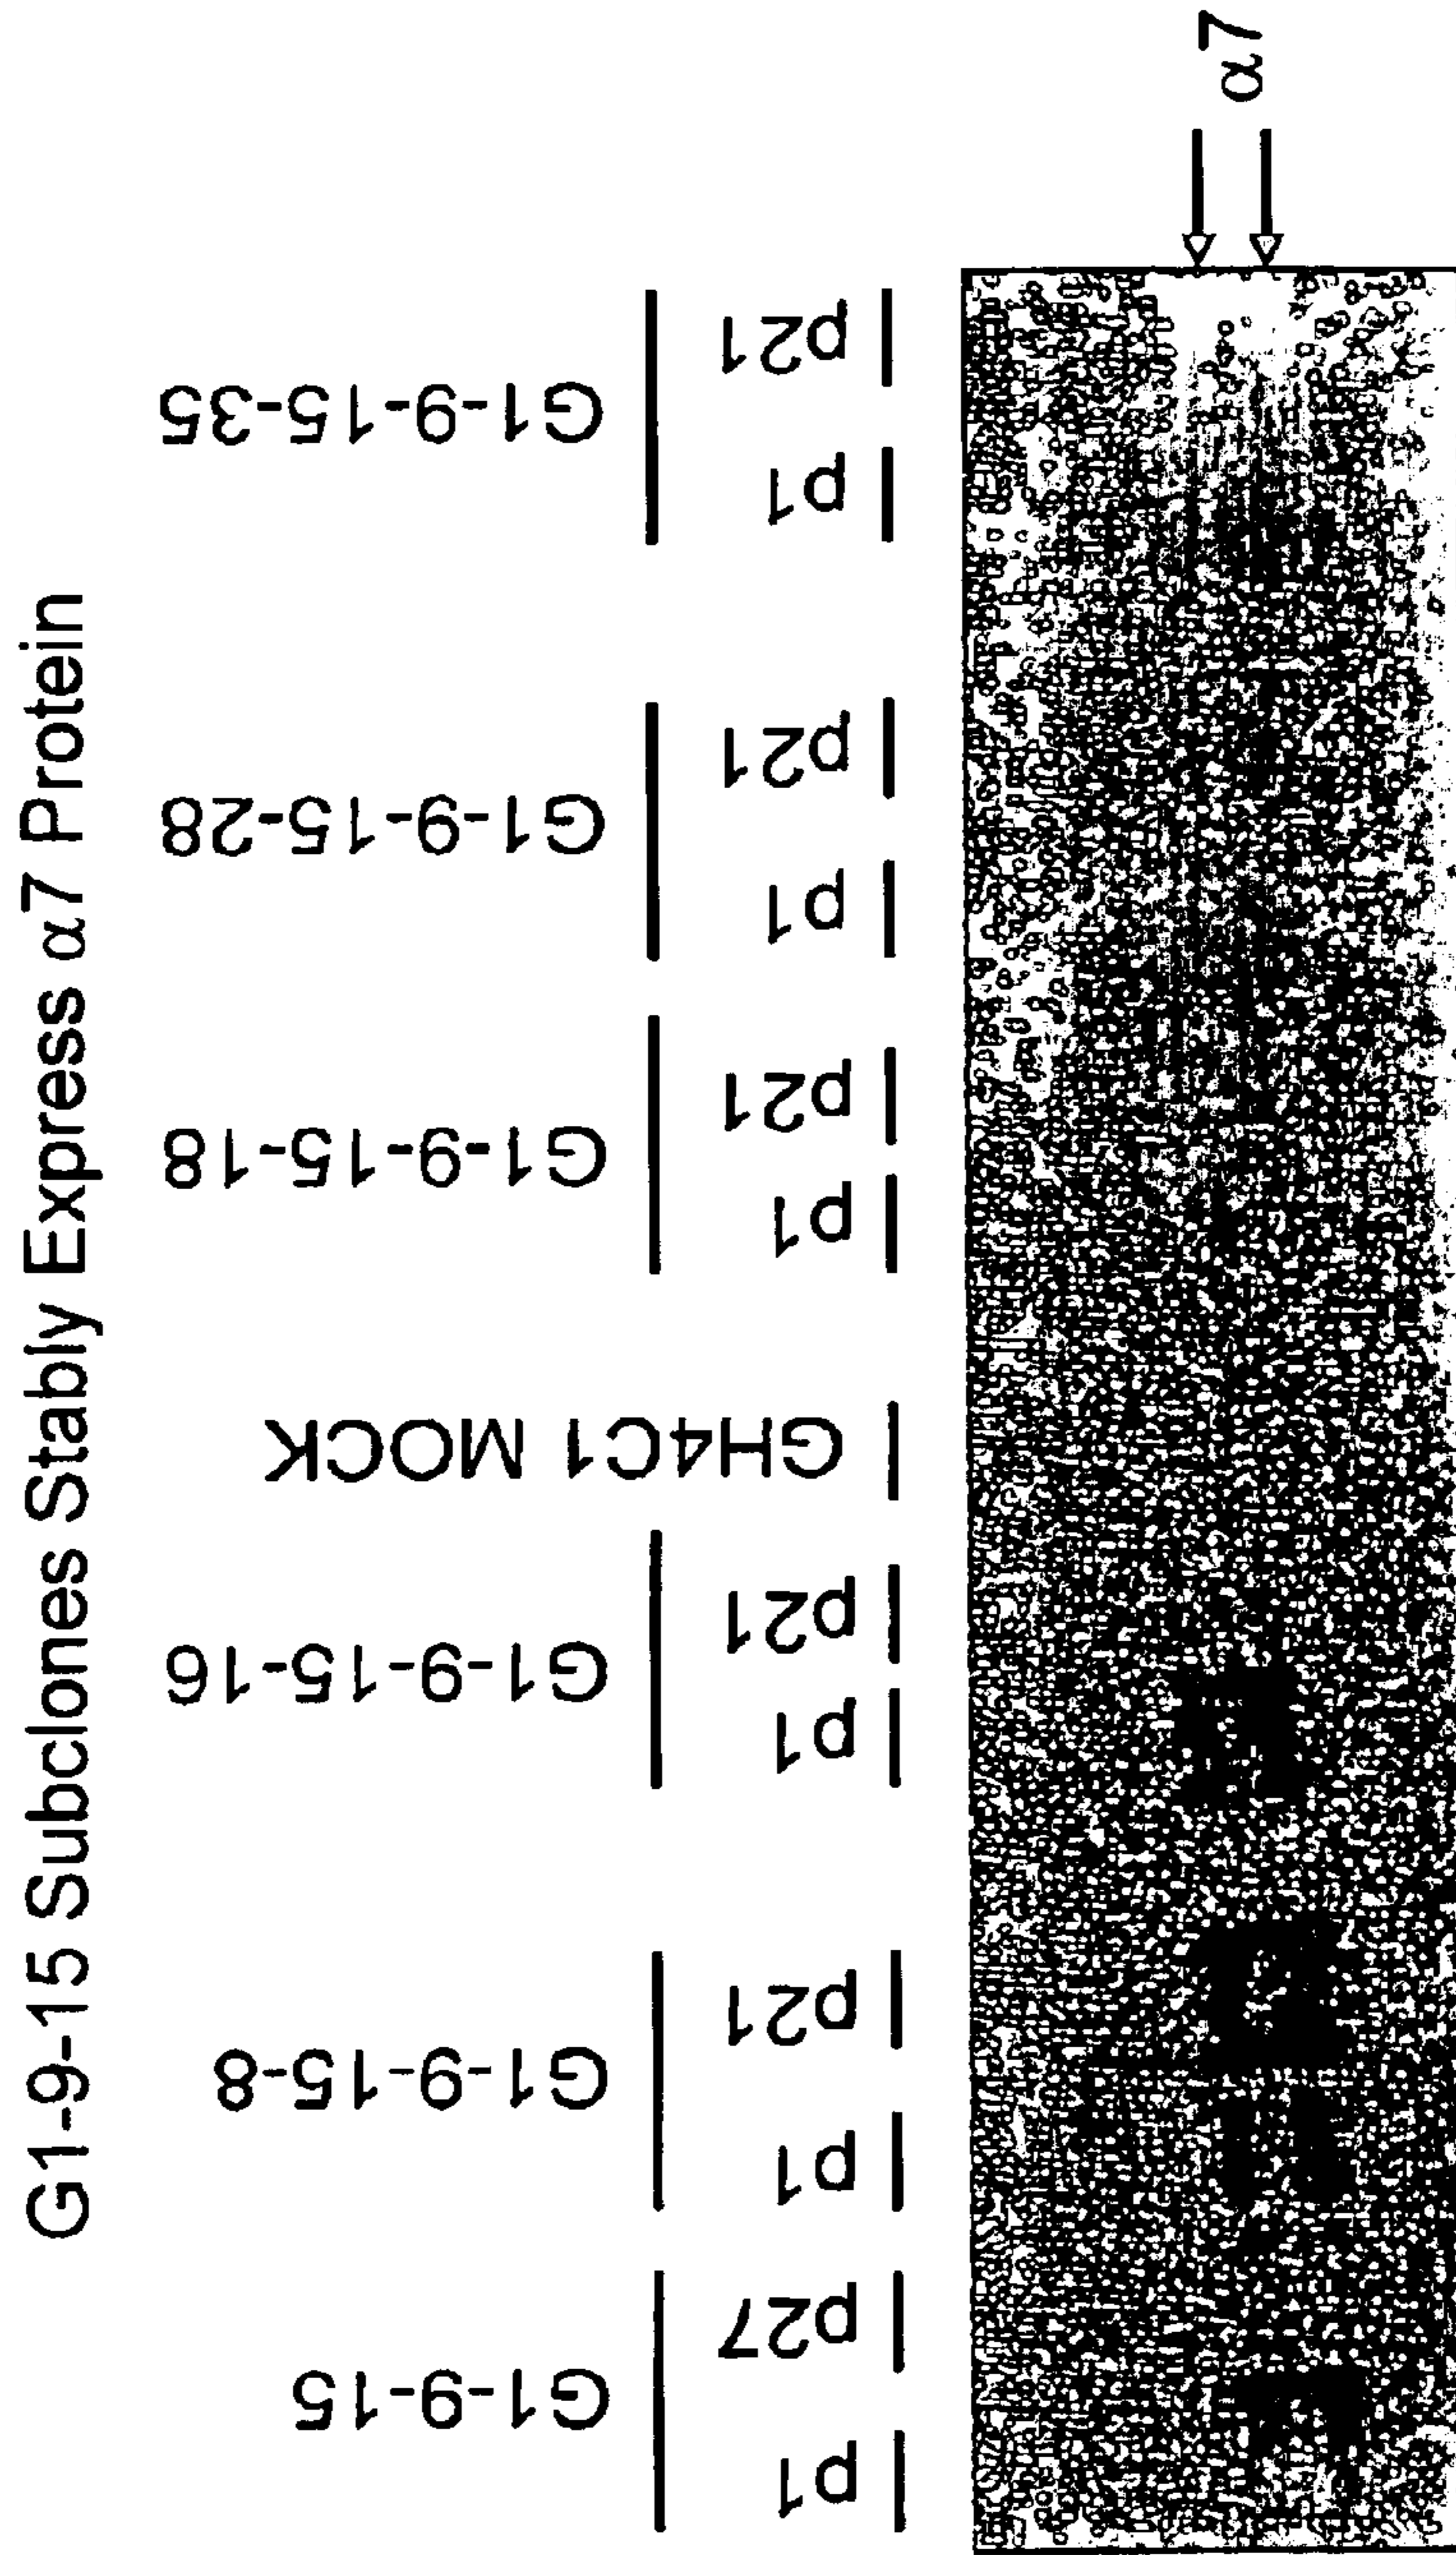 G1-9-15 Subclones Stably Express α7 Protein
G1-9-15
G1-9-15-8
G1-9-15-16
GH4C1 MOCK
G1-9-15-18
G1-9-15-28
G1-9-15-35
p1
p27
p1
p21
p1
p21
p1
p21
p1
p21
p1
p21
α7